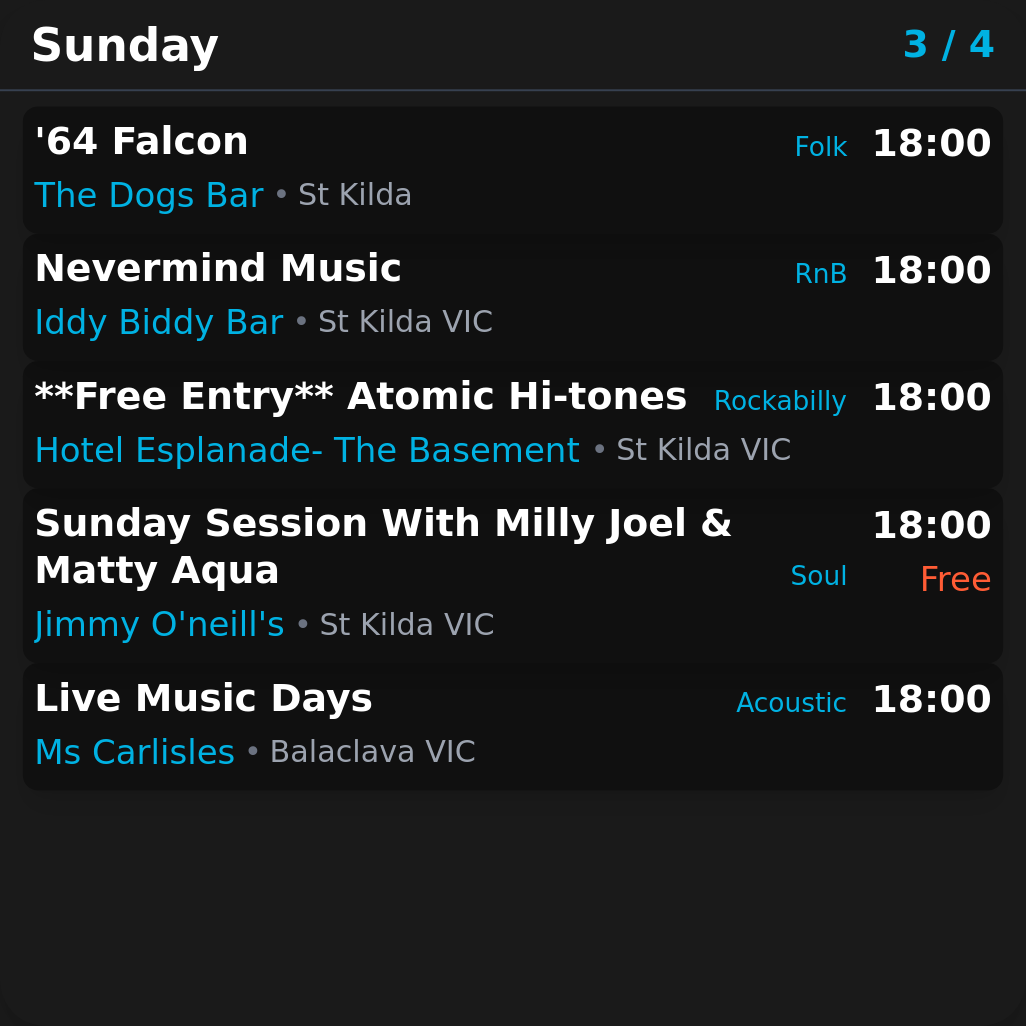 Sunday 3 / 4
'64 Falcon Folk 18:00
The Dogs Bar • St Kilda
Nevermind Music RnB 18:00
Iddy Biddy Bar • St Kilda VIC
**Free Entry** Atomic Hi-tones Rockabilly 18:00
Hotel Esplanade- The Basement • St Kilda VIC
Sunday Session With Milly Joel & 18:00
Matty Aqua Soul Free
Jimmy O'neill's • St Kilda VIC
Live Music Days Acoustic 18:00
Ms Carlisles • Balaclava VIC